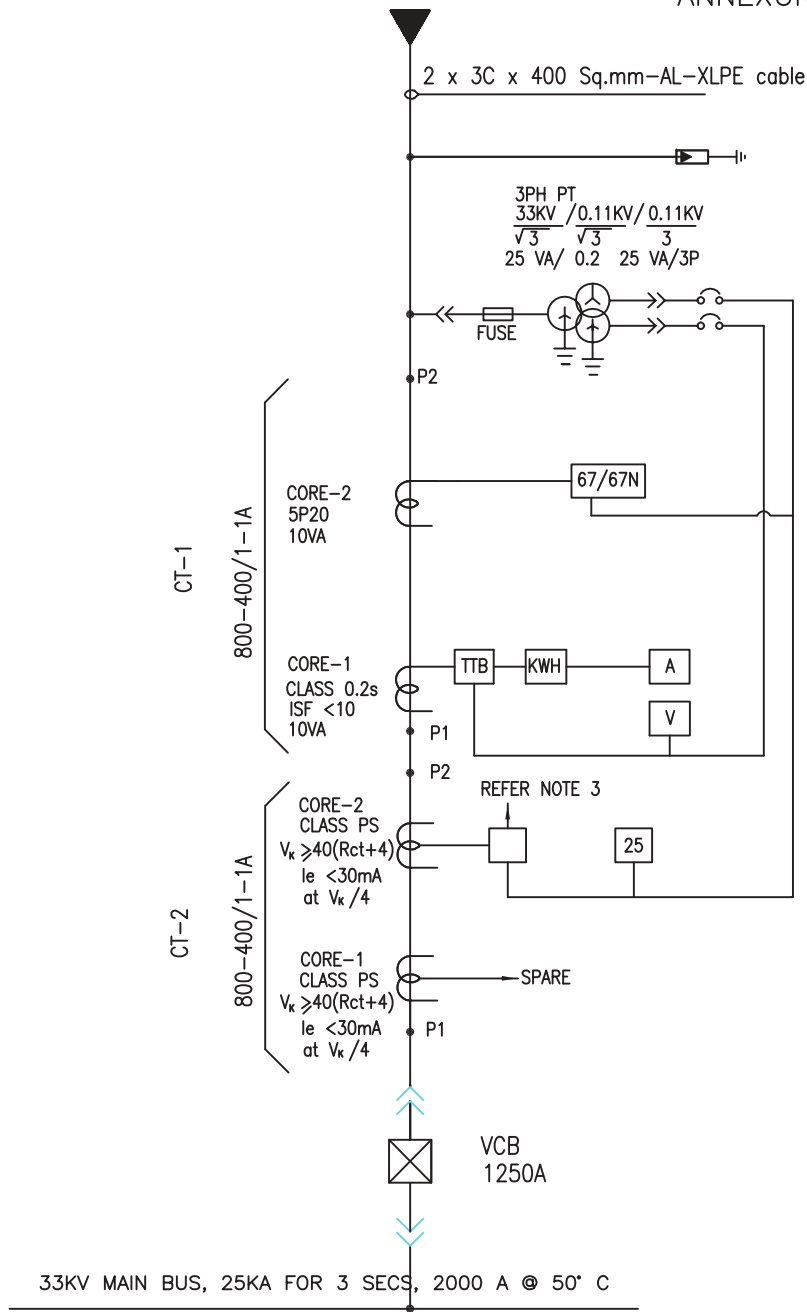 2 x 3C x 400 Sq.mm-AL-XLPE cable
3PH PT
33KV / 0.11KV / 0.11KV
√3 √3 3
25 VA/ 0.2 25 VA/3P
FUSE
P2
CORE-2
5P20
10VA
67/67N
CT-1
800-400/1-1A
CORE-1
CLASS 0.2s
ISF <10
10VA
TTB
KWH
A
V
P1
P2
REFER NOTE 3
CORE-2
CLASS PS
VK ⩾40(Rct+4)
Ie <30mA
at VK/4
25
CT-2
800-400/1-1A
CORE-1
CLASS PS
VK ⩾40(Rct+4)
Ie <30mA
at VK/4
SPARE
P1
VCB
1250A
33KV MAIN BUS, 25KA FOR 3 SECS, 2000 A @ 50° C